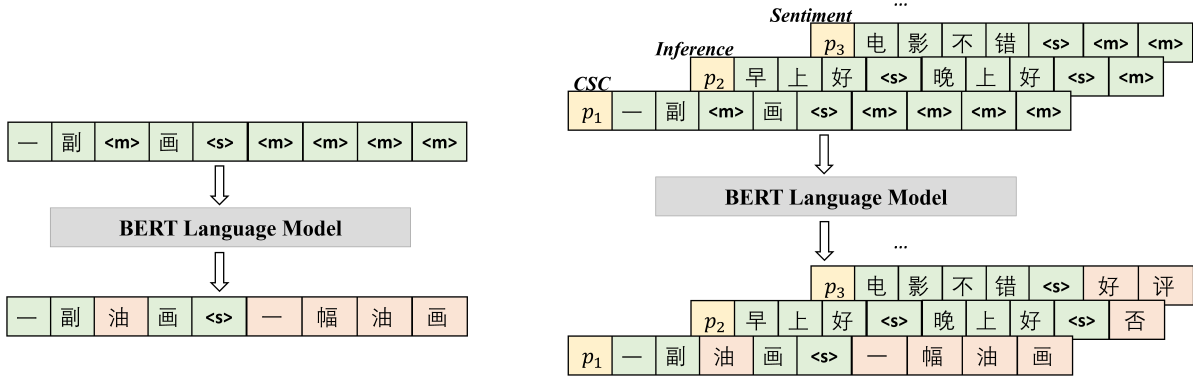 一 副 <m> 画 <s> <m> <m> <m> <m>
BERT Language Model
一 副 油 画 <s> 一 幅 油 画
...
Sentiment
p3 电 影 不 错 <s> <m> <m>
Inference
p2 早 上 好 <s> 晚 上 好 <s> <m>
CSC
p1 一 副 <m> 画 <s> <m> <m> <m> <m>
BERT Language Model
...
p3 电 影 不 错 <s> 好 评
p2 早 上 好 <s> 晚 上 好 <s> 否
p1 一 副 油 画 <s> 一 幅 油 画